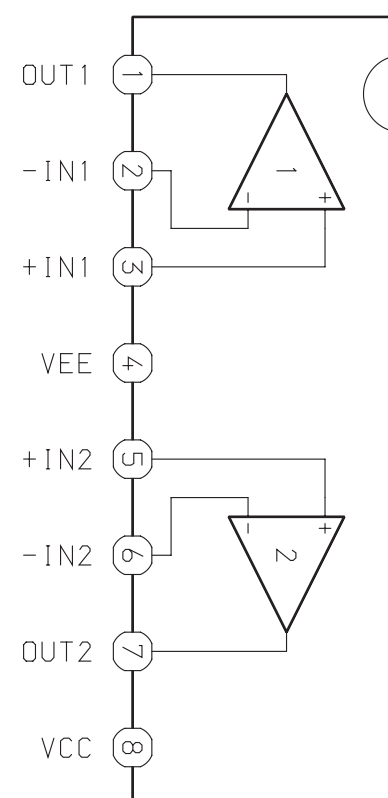 OUT1 1
-IN1 2
1
- +
+IN1 3
VEE 4
+IN2 5
- +
-IN2 6
2
OUT2 7
VCC 8